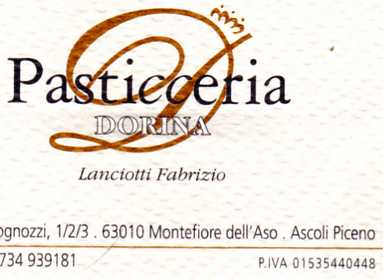 Pasticceria
DORINA
Lanciotti Fabrizio
ognozzi, 1/2/3 . 63010 Montefiore dell'Aso . Ascoli Piceno
734 939181 P.IVA 01535440448